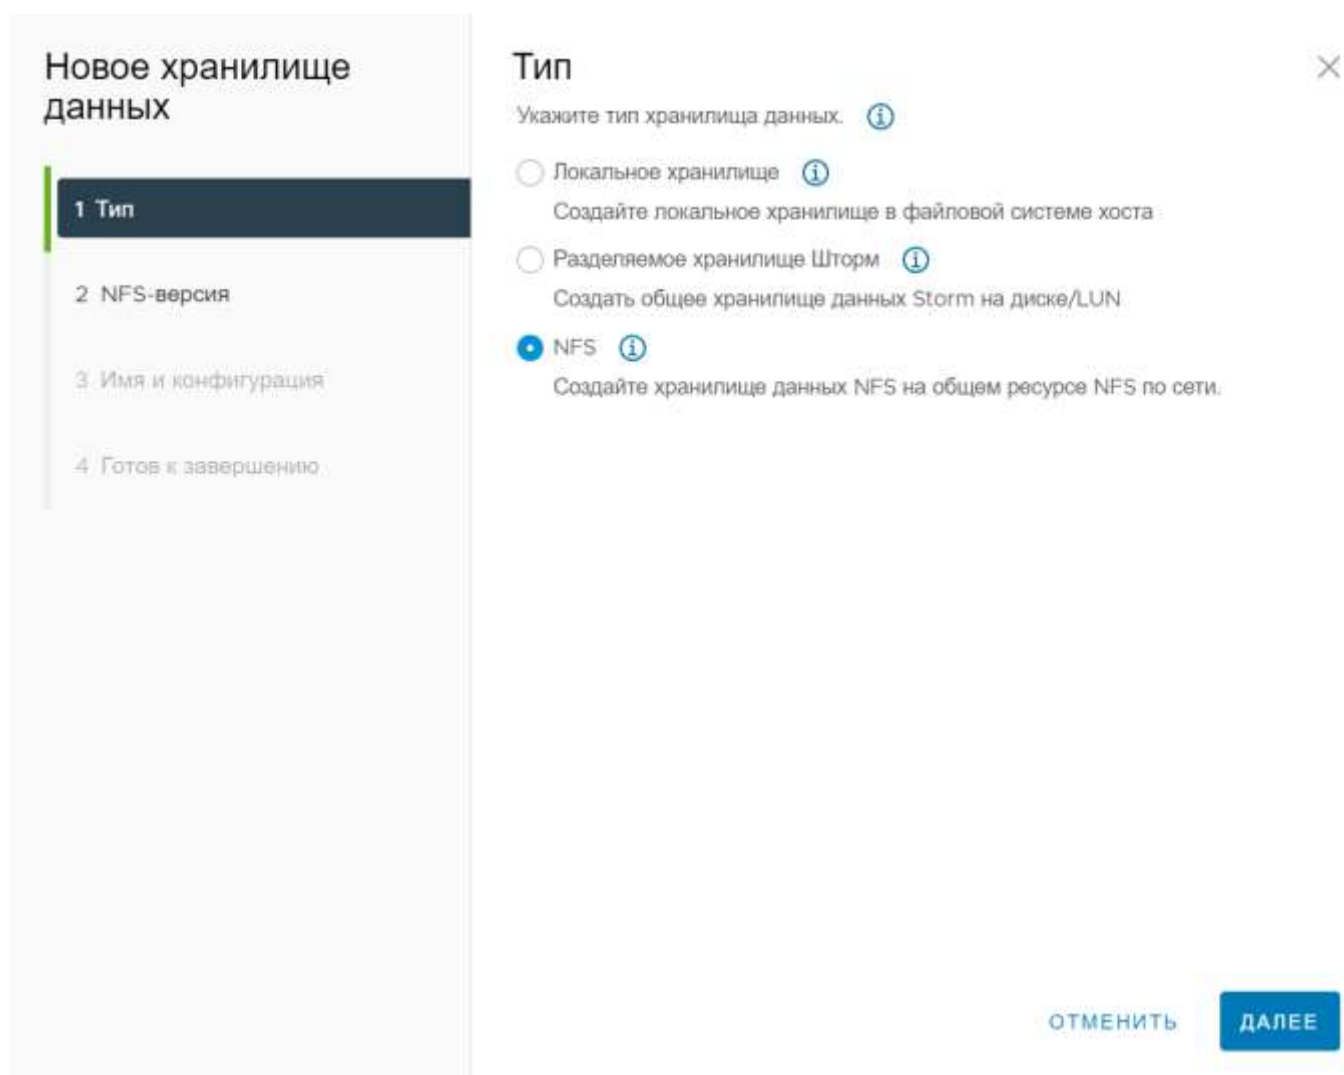 Новое хранилище
данных
1 Тип
2 NFS-версия
3 Имя и конфигурация
4 Готов к завершению
Тип
Укажите тип хранилища данных.
Локальное хранилище
Создайте локальное хранилище в файловой системе хоста
Разделяемое хранилище Шторм
Создать общее хранилище данных Storm на диске/LUN
NFS
Создайте хранилище данных NFS на общем ресурсе NFS по сети.
ОТМЕНИТЬ
ДАЛЕЕ